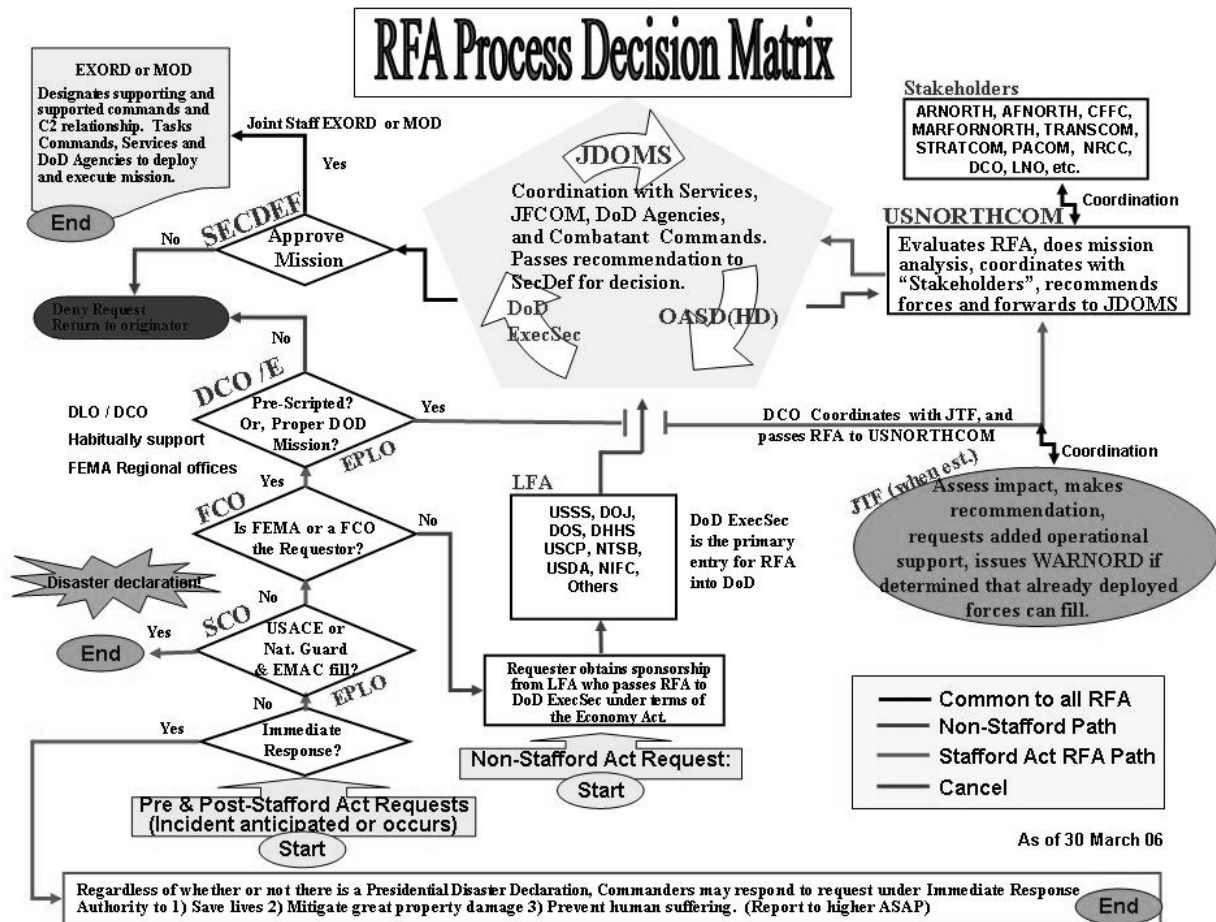 RFA Process Decision Matrix
EXORD or MOD
Designates supporting and
supported commands and
C2 relationship. Tasks
Commands, Services and
DoD Agencies to deploy
and execute mission.
End
Joint Staff EXORD or MOD
Yes
SECDEF
Approve
Mission
No
Deny Request
Return to originator
No
JDOMS
Coordination with Services,
JFCOM, DoD Agencies,
and Combatant Commands.
Passes recommendation to
SecDef for decision.
DoD
ExecSec
OASD(HD)
Stakeholders
ARNORTH, AFNORTH, CFFC,
MARFORNORTH, TRANSCOM,
STRATCOM, PACOM, NRCC,
DCO, LNO, etc.
Coordination
USNORTHCOM
Evaluates RFA, does mission
analysis, coordinates with
“Stakeholders”, recommends
forces and forwards to JDOMS
DCO /E
Pre-Scripted?
Or, Proper DOD
Mission?
Yes
EPLO
DLO / DCO
Habitually support
FEMA Regional offices
DCO Coordinates with JTF, and
passes RFA to USNORTHCOM
Coordination
JTF (when est.)
Assess impact, makes
recommendation,
requests added operational
support, issues WARNORD if
determined that already deployed
forces can fill.
Yes
FCO
Is FEMA or a FCO
the Requestor?
No
LFA
USSS, DOJ,
DOS, DHHS
USCP, NTSB,
USDA, NIFC,
Others
DoD ExecSec
is the primary
entry for RFA
into DoD
Disaster declaration!
No
SCO
USACE or
Nat. Guard
& EMAC fill?
Yes
End
EPLO
No
Yes
Immediate
Response?
Requester obtains sponsorship
from LFA who passes RFA to
DoD ExecSec under terms of
the Economy Act.
Non-Stafford Act Request:
Start
Pre & Post-Stafford Act Requests
(Incident anticipated or occurs)
Start
Common to all RFA
Non-Stafford Path
Stafford Act RFA Path
Cancel
As of 30 March 06
Regardless of whether or not there is a Presidential Disaster Declaration, Commanders may respond to request under Immediate Response
Authority to 1) Save lives 2) Mitigate great property damage 3) Prevent human suffering. (Report to higher ASAP)
End